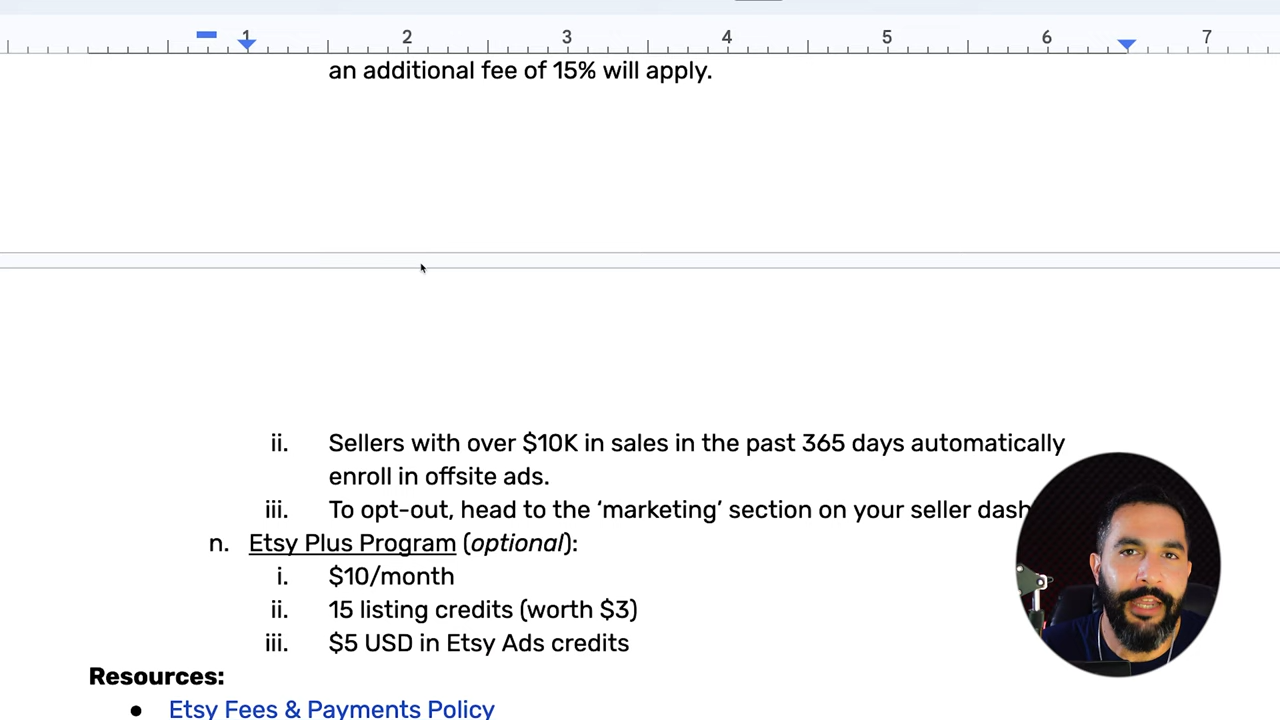 1 2 3 4 5 6 7
an additional fee of 15% will apply.
ii. Sellers with over $10K in sales in the past 365 days automatically
enroll in offsite ads.
iii. To opt-out, head to the ‘marketing’ section on your seller dash
n. Etsy Plus Program (optional):
i. $10/month
ii. 15 listing credits (worth $3)
iii. $5 USD in Etsy Ads credits
Resources:
● Etsy Fees & Payments Policy